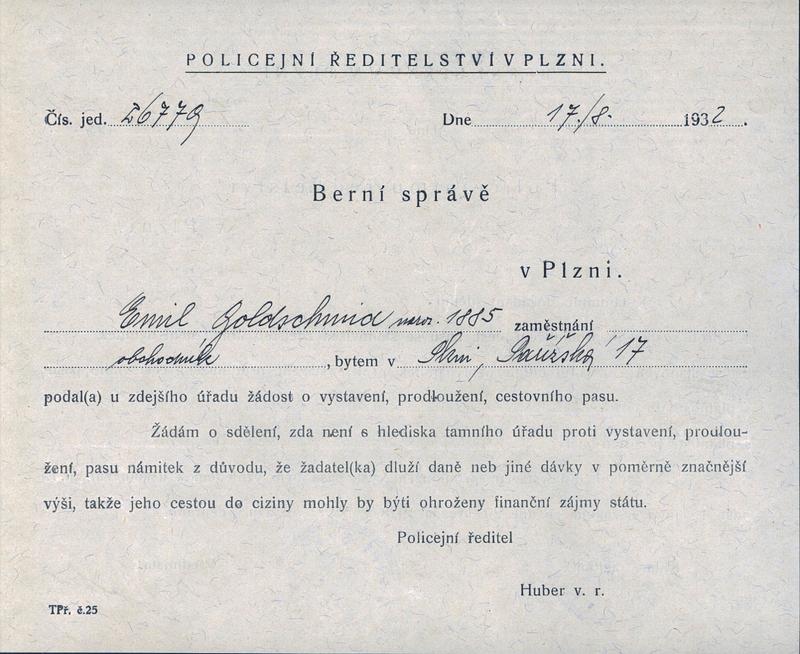 POLICEJNÍ ŘEDITELSTVÍ V PLZNI.
Čís. jed. 26779 Dne 17./8. 1932.
Berní správě
v Plzni.
Emil Goldschmid naroz. 1885 zaměstnání
obchodník, bytem v Plzni, Pařížská 17
podal(a) u zdejšího úřadu žádost o vystavení, prodloužení, cestovního pasu.
Žádám o sdělení, zda není s hlediska tamního úřadu proti vystavení, prodlou-
žení, pasu námitek z důvodu, že žadatel(ka) dluží daně neb jiné dávky v poměrně značnější
výši, takže jeho cestou do ciziny mohly by býti ohroženy finanční zájmy státu.
Policejní ředitel
Huber v. r.
TPř. č.25